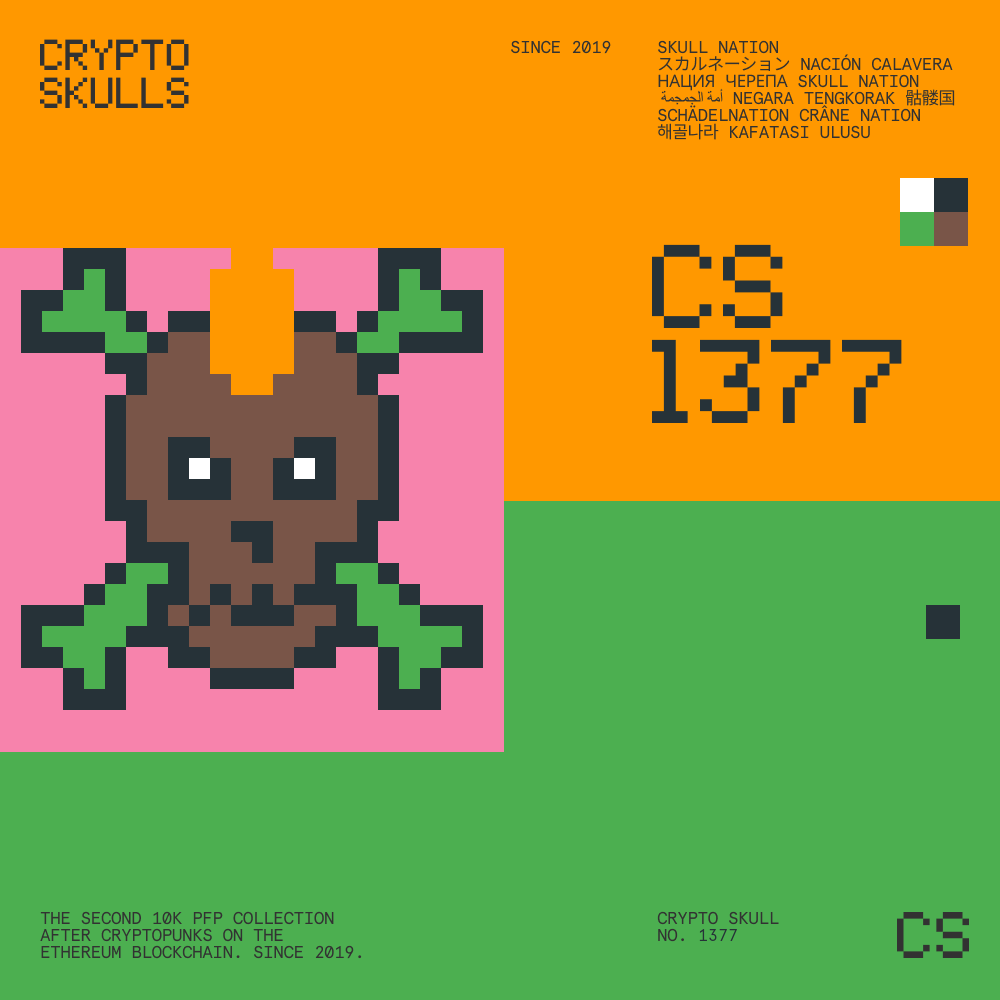 CRYPTO
SKULLS
SINCE 2019
SKULL NATION
スカルネーション NACIÓN CALAVERA
НАЦИЯ ЧЕРЕПА SKULL NATION
أمة الجمجمة NEGARA TENGKORAK 骷髅国
SCHÄDELNATION CRÂNE NATION
해골나라 KAFATASI ULUSU
CS
1377
THE SECOND 10K PFP COLLECTION
AFTER CRYPTOPUNKS ON THE
ETHEREUM BLOCKCHAIN. SINCE 2019.
CRYPTO SKULL
NO. 1377
CS